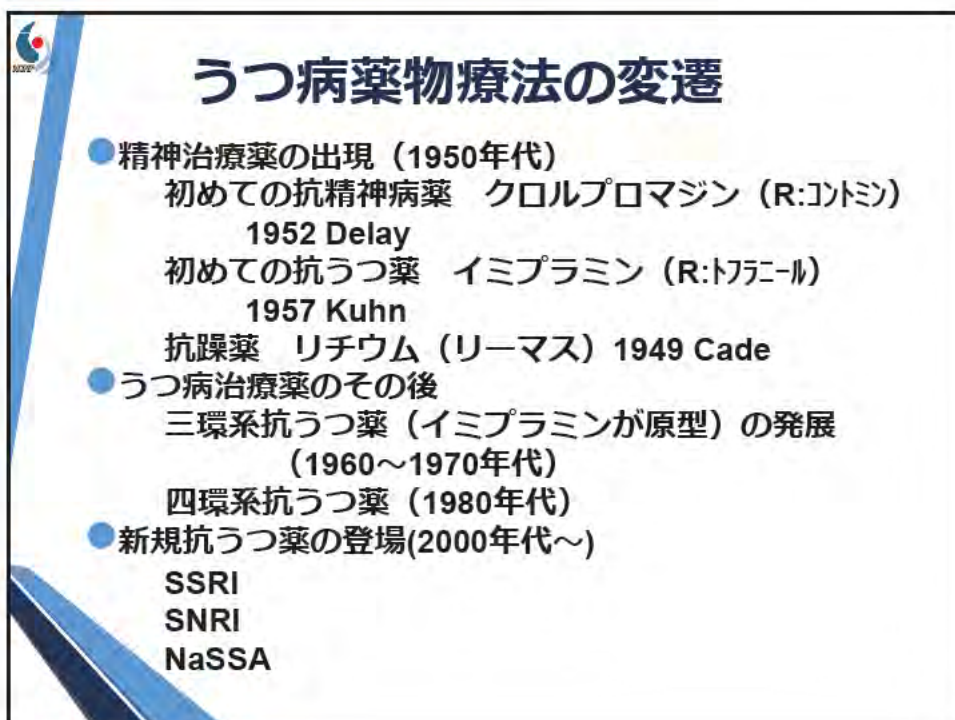 うつ病薬物療法の変遷
●精神治療薬の出現（1950年代）
初めての抗精神病薬　クロルプロマジン（R:ｺﾝﾄﾐﾝ）
1952 Delay
初めての抗うつ薬　イミプラミン（R:ﾄﾌﾗﾆｰﾙ）
1957 Kuhn
抗躁薬　リチウム（リーマス）1949 Cade
●うつ病治療薬のその後
三環系抗うつ薬（イミプラミンが原型）の発展
（1960～1970年代）
四環系抗うつ薬（1980年代）
●新規抗うつ薬の登場(2000年代～)
SSRI
SNRI
NaSSA